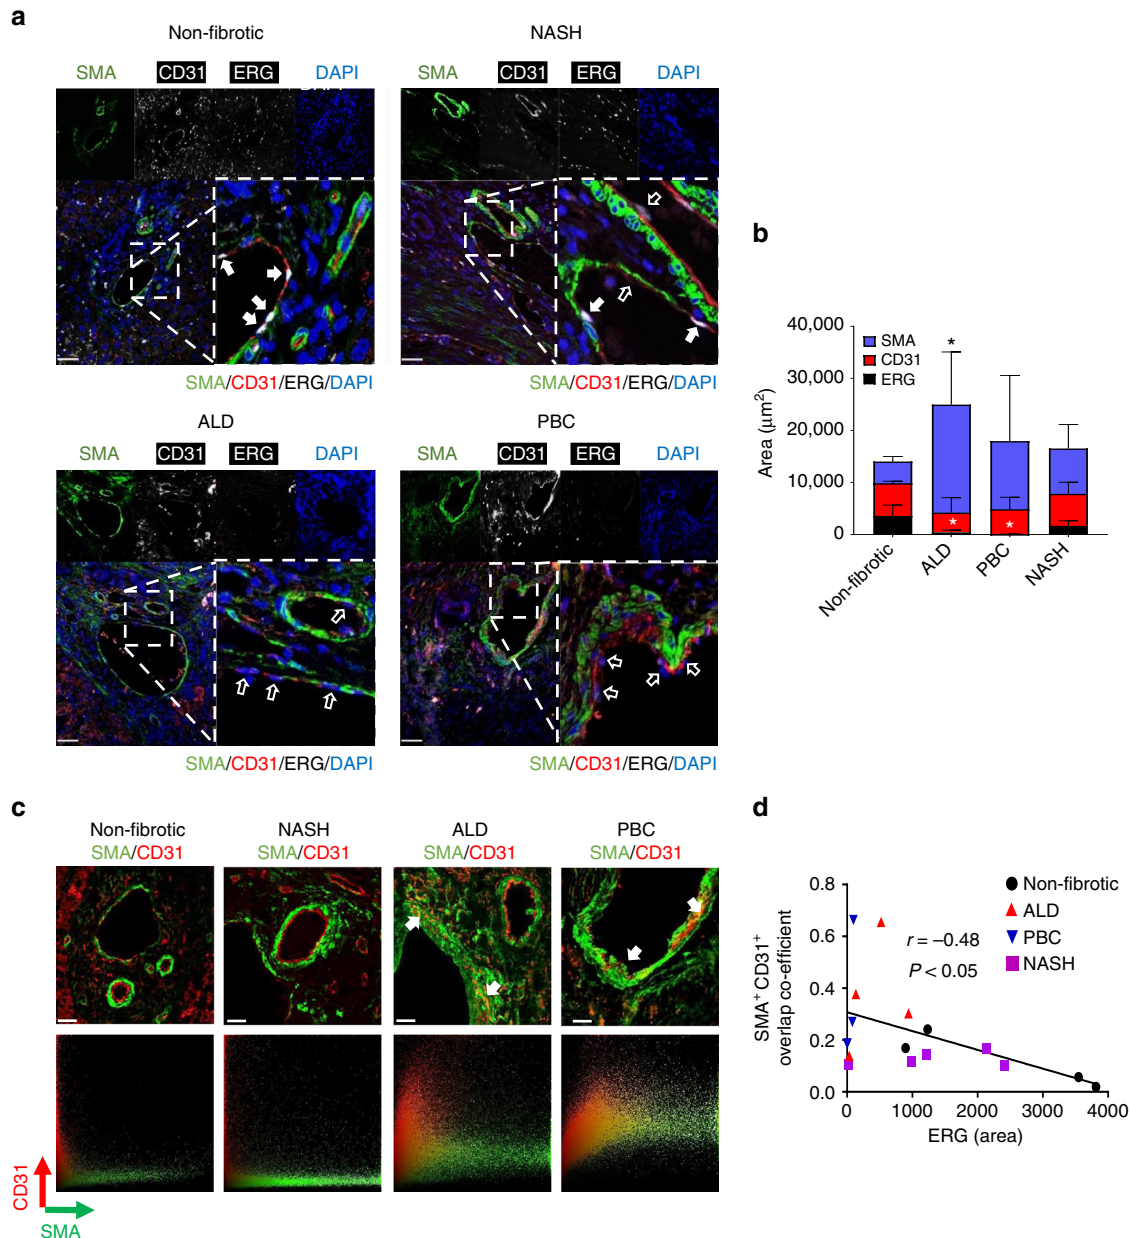 a
Non-fibrotic
NASH
SMA CD31 ERG DAPI
SMA CD31 ERG DAPI
SMA/CD31/ERG/DAPI
SMA/CD31/ERG/DAPI
ALD
PBC
SMA CD31 ERG DAPI
SMA CD31 ERG DAPI
SMA/CD31/ERG/DAPI
SMA/CD31/ERG/DAPI
b
40,000
30,000
20,000
10,000
0
Area (μm²)
SMA
CD31
ERG
*
*
*
Non-fibrotic
ALD
PBC
NASH
c
Non-fibrotic
SMA/CD31
NASH
SMA/CD31
ALD
SMA/CD31
PBC
SMA/CD31
CD31
SMA
d
0.8
0.6
0.4
0.2
0.0
SMA⁺ CD31⁺
overlap co-efficient
Non-fibrotic
ALD
PBC
NASH
r = –0.48
P < 0.05
0 1000 2000 3000 4000
ERG (area)